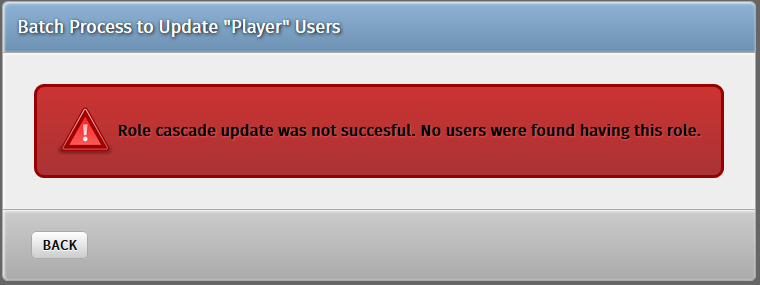 Batch Process to Update "Player" Users
Role cascade update was not succesful. No users were found having this role.
BACK